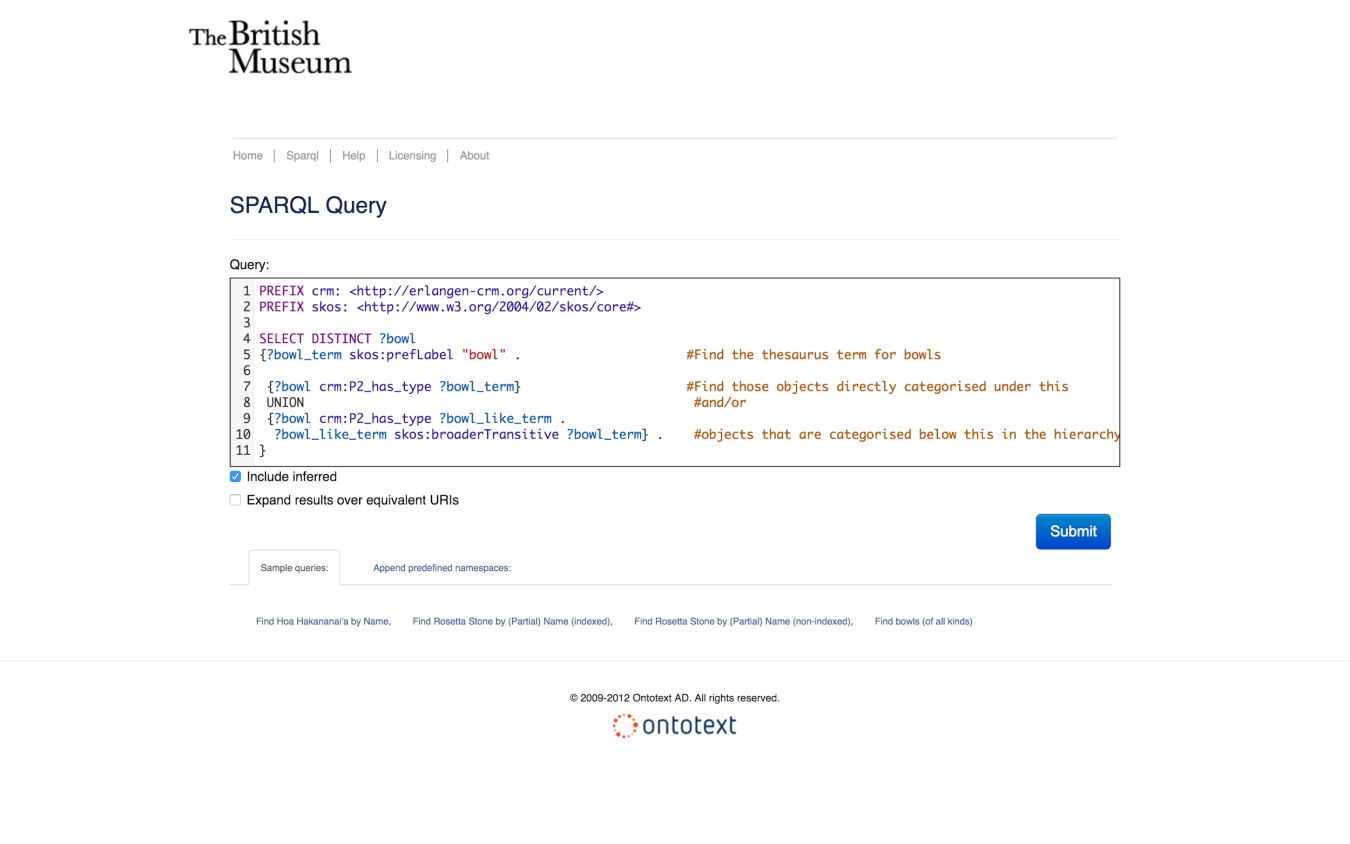 The British
Museum
Home | Sparql | Help | Licensing | About
SPARQL Query
Query:
1 PREFIX crm: <http://erlangen-crm.org/current/>
2 PREFIX skos: <http://www.w3.org/2004/02/skos/core#>
3
4 SELECT DISTINCT ?bowl
5 {?bowl_term skos:prefLabel "bowl" . #Find the thesaurus term for bowls
6
7 {?bowl crm:P2_has_type ?bowl_term} #Find those objects directly categorised under this
8 UNION #and/or
9 {?bowl crm:P2_has_type ?bowl_like_term .
10 ?bowl_like_term skos:broaderTransitive ?bowl_term} . #objects that are categorised below this in the hierarchy
11 }
Include inferred
Expand results over equivalent URIs
Submit
Sample queries: Append predefined namespaces:
Find Hoa Hakananai'a by Name, Find Rosetta Stone by (Partial) Name (indexed), Find Rosetta Stone by (Partial) Name (non-indexed), Find bowls (of all kinds)
© 2009-2012 Ontotext AD. All rights reserved.
ontotext